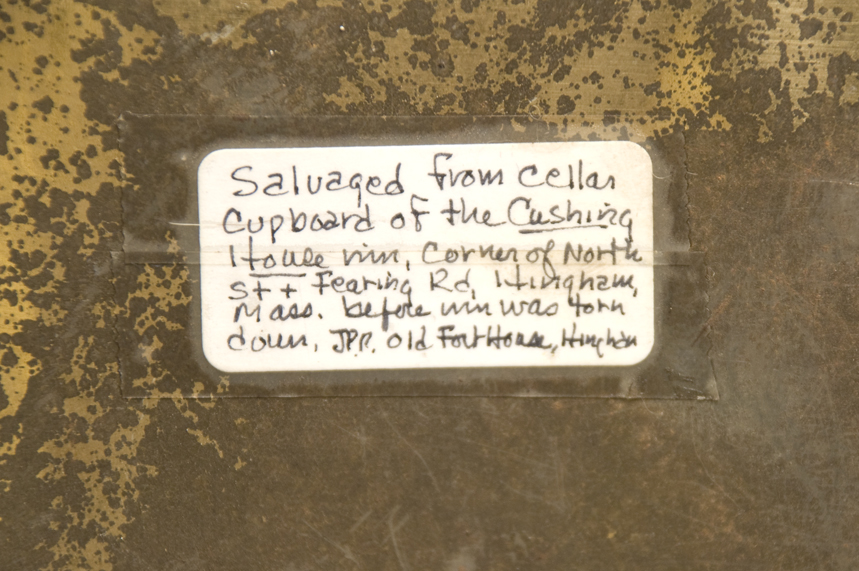 Salvaged from cellar
Cupboard of the Cushing
House inn, Corner of North
St + Fearing Rd, Hingham,
Mass. before inn was torn
down, JPR, Old Fort House, Hingham